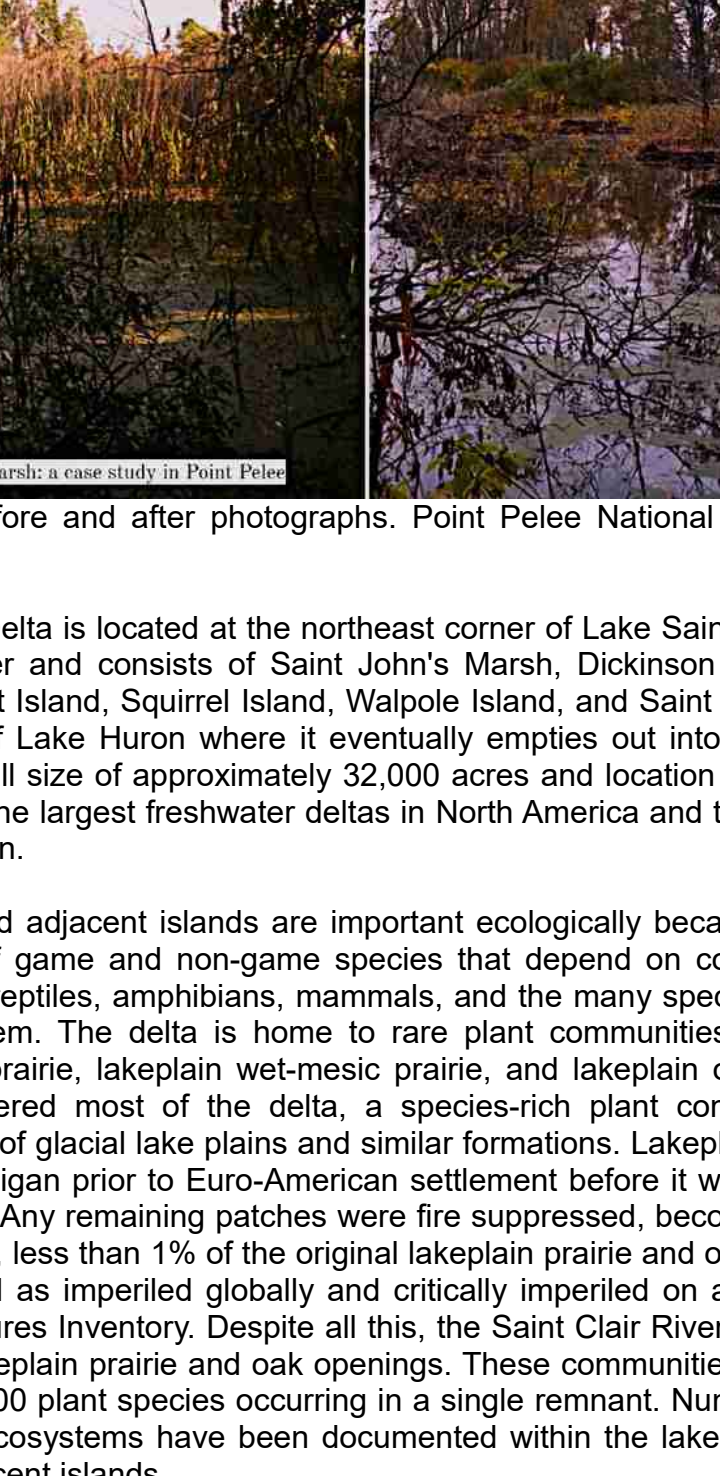 arsh: a case study in Point Pelee
fore and after photographs. Point Pelee National
elta is located at the northeast corner of Lake Sain
er and consists of Saint John's Marsh, Dickinson
t Island, Squirrel Island, Walpole Island, and Saint
f Lake Huron where it eventually empties out into
ll size of approximately 32,000 acres and location
he largest freshwater deltas in North America and t
n.
d adjacent islands are important ecologically beca
f game and non-game species that depend on co
reptiles, amphibians, mammals, and the many spec
em. The delta is home to rare plant communities
prairie, lakeplain wet-mesic prairie, and lakeplain o
ered most of the delta, a species-rich plant con
of glacial lake plains and similar formations. Lakepl
igan prior to Euro-American settlement before it w
Any remaining patches were fire suppressed, beco
, less than 1% of the original lakeplain prairie and o
d as imperiled globally and critically imperiled on a
ures Inventory. Despite all this, the Saint Clair River
eplain prairie and oak openings. These communitie
00 plant species occurring in a single remnant. Nur
cosystems have been documented within the lake
cent islands